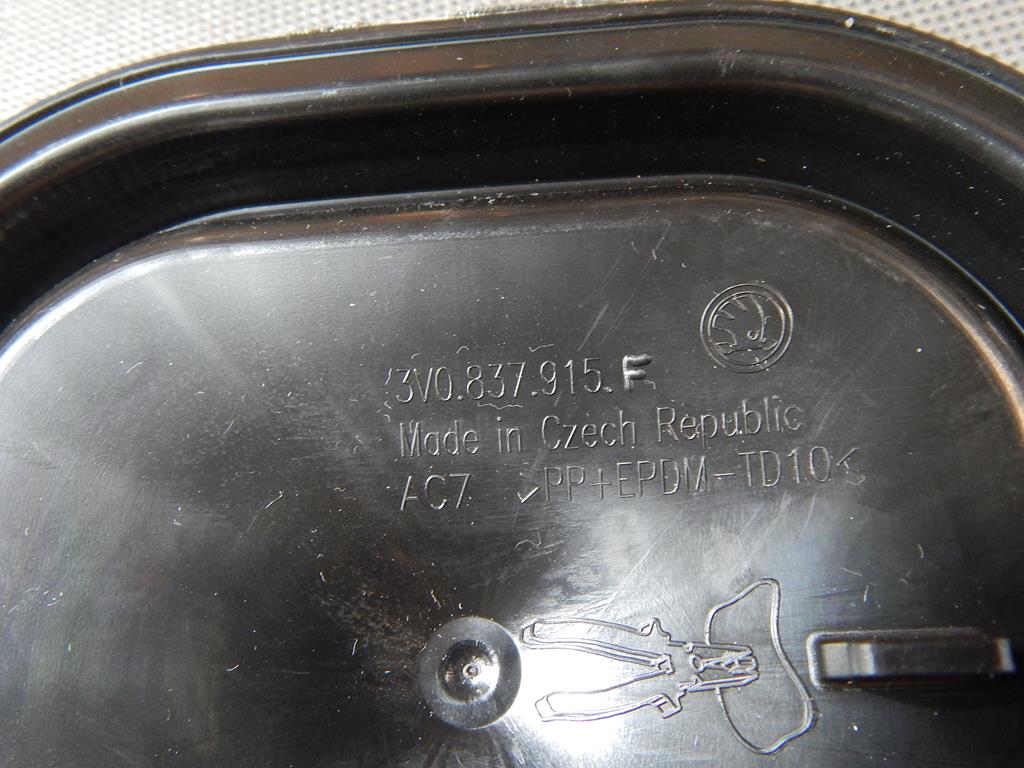 3V0.837.915.F
Made in Czech Republic
AC7 >PP+EPDM-TD10<